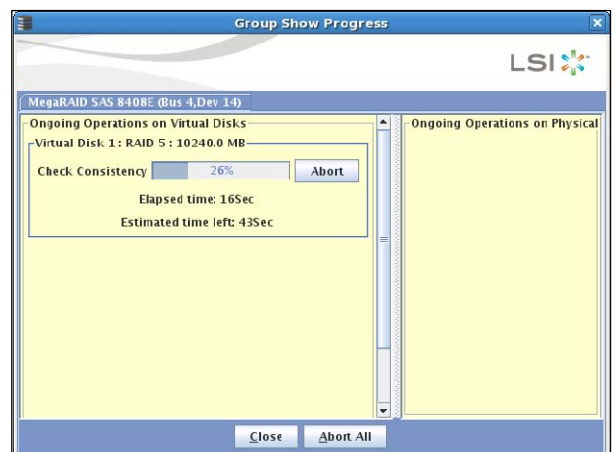 Group Show Progress
LSI
MegaRAID SAS 8408E (Bus 4,Dev 14)
Ongoing Operations on Virtual Disks
Virtual Disk 1 : RAID 5 : 10240.0 MB
Check Consistency 26% Abort
Elapsed time: 16Sec
Estimated time left: 43Sec
Ongoing Operations on Physical
Close Abort All